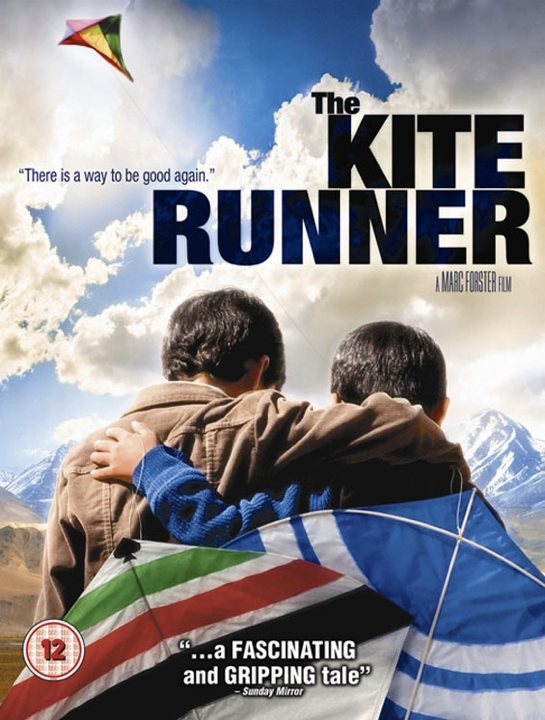 The
KITE
RUNNER
“There is a way to be good again.”
A MARC FORSTER FILM
12
“...a FASCINATING
and GRIPPING tale”
– Sunday Mirror